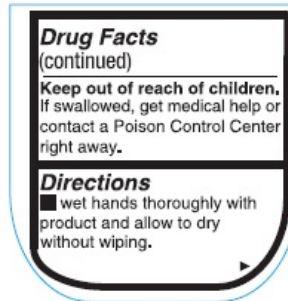 Drug Facts
(continued)
Keep out of reach of children.
If swallowed, get medical help or
contact a Poison Control Center
right away.
Directions
■ wet hands thoroughly with
product and allow to dry
without wiping.